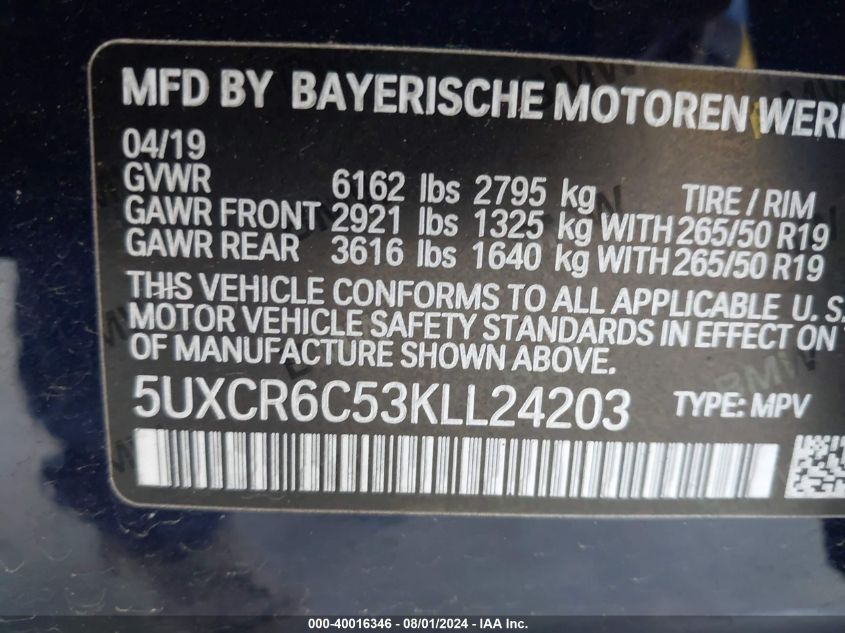 MFD BY BAYERISCHE MOTOREN WER
04/19
GVWR 6162 lbs 2795 kg TIRE / RIM
GAWR FRONT 2921 lbs 1325 kg WITH 265/50 R19
GAWR REAR 3616 lbs 1640 kg WITH 265/50 R19
THIS VEHICLE CONFORMS TO ALL APPLICABLE U. S.
MOTOR VEHICLE SAFETY STANDARDS IN EFFECT ON
OF MANUFACTURE SHOWN ABOVE.
5UXCR6C53KLL24203 TYPE: MPV
000-40016346 - 08/01/2024 - IAA Inc.